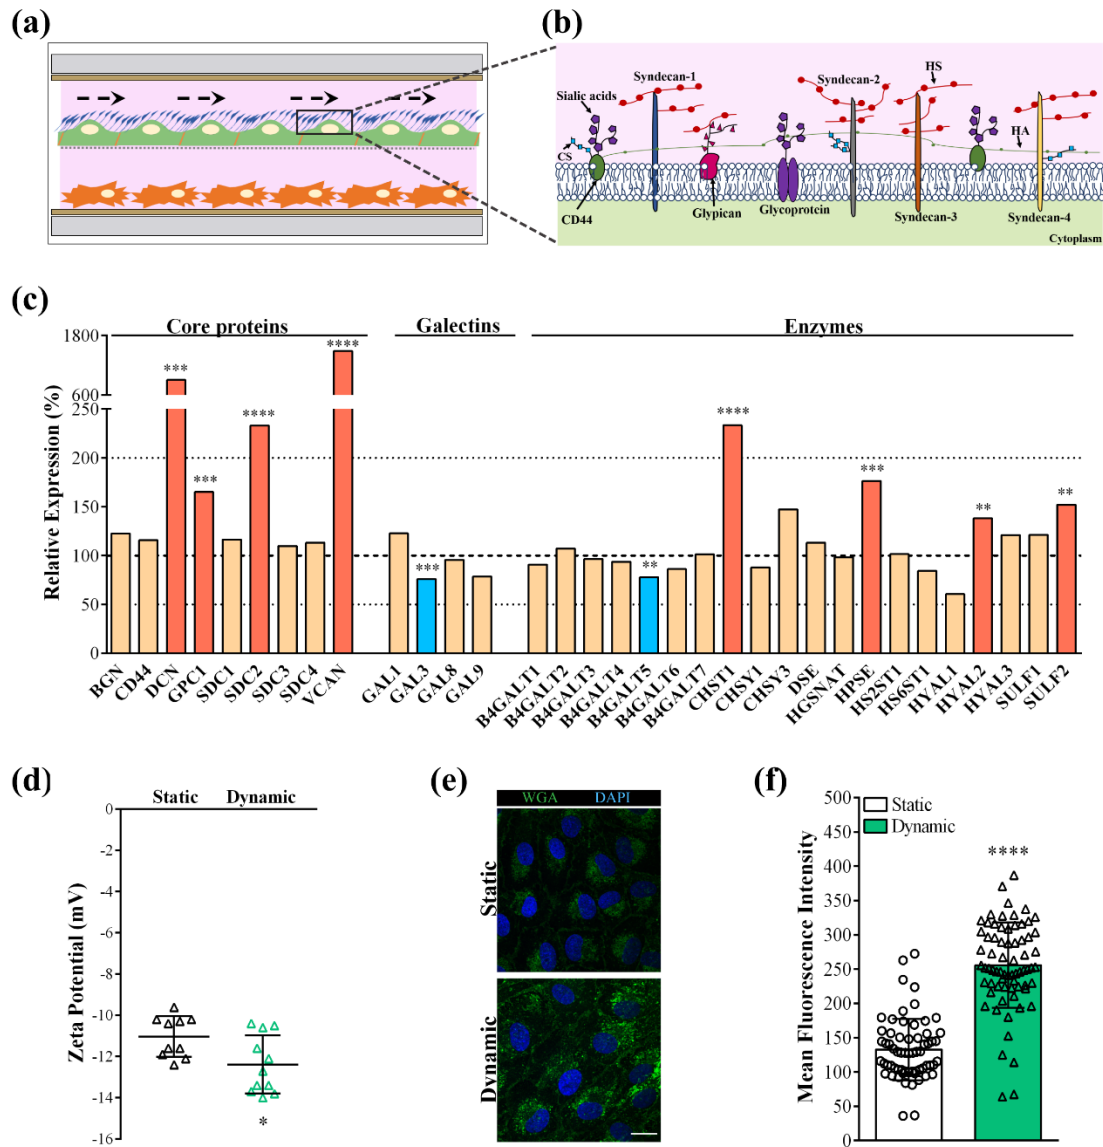 (a)
(b)
Syndecan-1
Syndecan-2
HS
Sialic acids
HA
CS
CD44
Glypican
Glycoprotein
Syndecan-3
Syndecan-4
Cytoplasm
(c)
Core proteins
Galectins
Enzymes
Relative Expression (%)
1800
600
250
200
150
100
50
0
***
***
****
****
***
**
****
***
**
**
BGN
CD44
DCN
GPC1
SDC1
SDC2
SDC3
SDC4
VCAN
GAL1
GAL3
GAL8
GAL9
B4GALT1
B4GALT2
B4GALT3
B4GALT4
B4GALT5
B4GALT6
B4GALT7
CHST1
CHSY1
CHSY3
DSE
HGSNAT
HPSE
HS2ST1
HS6ST1
HYAL1
HYAL2
HYAL3
SULF1
SULF2
(d)
Static Dynamic
Zeta Potential (mV)
0
-2
-4
-6
-8
-10
-12
-14
-16
*
(e)
WGA DAPI
Static
Dynamic
(f)
Static
Dynamic
Mean Fluorescence Intensity
500
450
400
350
300
250
200
150
100
50
0
****